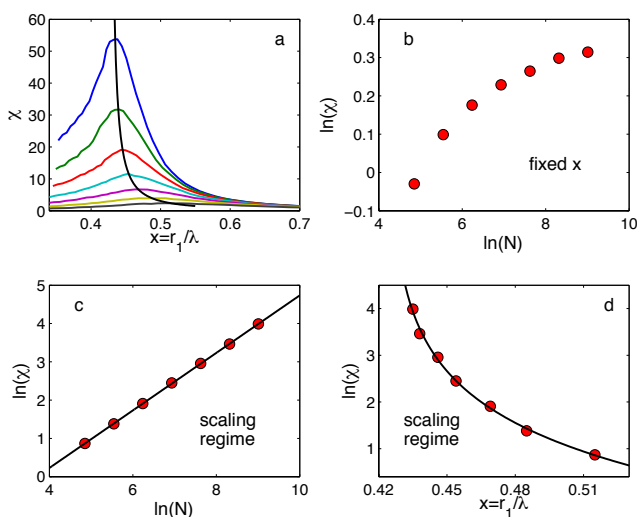 a
60
50
40
30
20
10
0
χ
0.4 0.5 0.6 0.7
x=r₁/λ
b
0.4
0.3
0.2
0.1
0
−0.1
ln(χ)
fixed x
4 6 8 10
ln(N)
c
5
4
3
2
1
0
ln(χ)
scaling
regime
4 6 8 10
ln(N)
d
4
3
2
1
ln(χ)
scaling
regime
0.42 0.45 0.48 0.51
x=r₁/λ